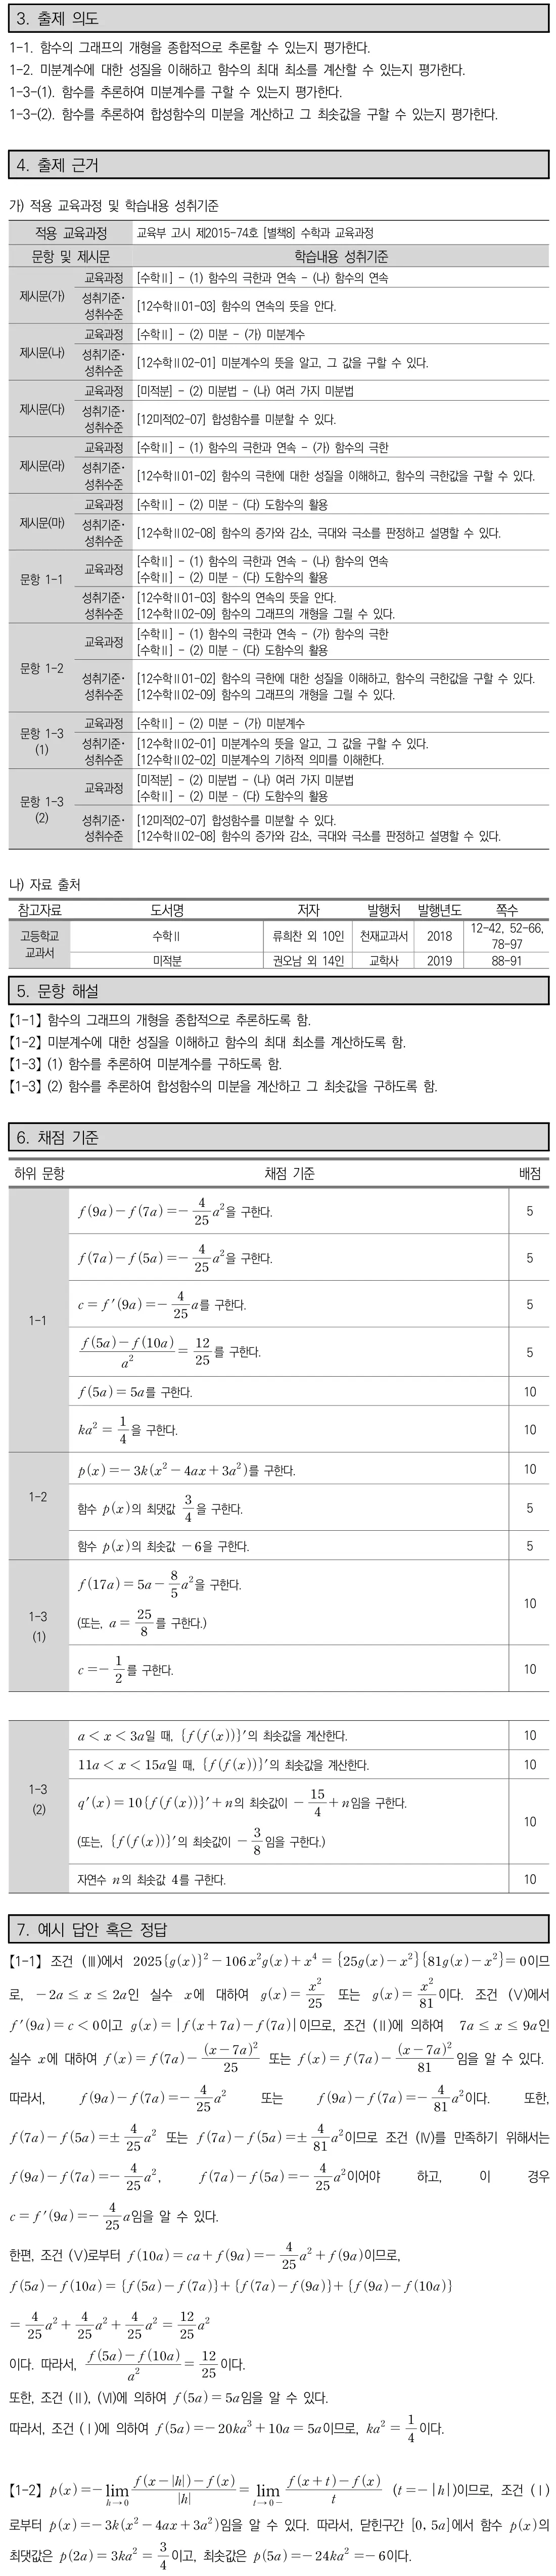 3. 출제 의도
1-1. 함수의 그래프의 개형을 종합적으로 추론할 수 있는지 평가한다.
1-2. 미분계수에 대한 성질을 이해하고 함수의 최대 최소를 계산할 수 있는지 평가한다.
1-3-(1). 함수를 추론하여 미분계수를 구할 수 있는지 평가한다.
1-3-(2). 함수를 추론하여 합성함수의 미분을 계산하고 그 최솟값을 구할 수 있는지 평가한다.
4. 출제 근거
가) 적용 교육과정 및 학습내용 성취기준
적용 교육과정 교육부 고시 제2015-74호 [별책8] 수학과 교육과정
문항 및 제시문 학습내용 성취기준
제시문(가) 교육과정 [수학Ⅱ] - (1) 함수의 극한과 연속 - (나) 함수의 연속
성취기준·성취수준 [12수학Ⅱ01-03] 함수의 연속의 뜻을 안다.
제시문(나) 교육과정 [수학Ⅱ] - (2) 미분 - (가) 미분계수
성취기준·성취수준 [12수학Ⅱ02-01] 미분계수의 뜻을 알고, 그 값을 구할 수 있다.
제시문(다) 교육과정 [미적분] - (2) 미분법 - (나) 여러 가지 미분법
성취기준·성취수준 [12미적02-07] 합성함수를 미분할 수 있다.
제시문(라) 교육과정 [수학Ⅱ] - (1) 함수의 극한과 연속 - (가) 함수의 극한
성취기준·성취수준 [12수학Ⅱ01-02] 함수의 극한에 대한 성질을 이해하고, 함수의 극한값을 구할 수 있다.
제시문(마) 교육과정 [수학Ⅱ] - (2) 미분 - (다) 도함수의 활용
성취기준·성취수준 [12수학Ⅱ02-08] 함수의 증가와 감소, 극대와 극소를 판정하고 설명할 수 있다.
문항 1-1 교육과정 [수학Ⅱ] - (1) 함수의 극한과 연속 - (나) 함수의 연속
[수학Ⅱ] - (2) 미분 - (다) 도함수의 활용
성취기준·성취수준 [12수학Ⅱ01-03] 함수의 연속의 뜻을 안다.
[12수학Ⅱ02-09] 함수의 그래프의 개형을 그릴 수 있다.
문항 1-2 교육과정 [수학Ⅱ] - (1) 함수의 극한과 연속 - (가) 함수의 극한
[수학Ⅱ] - (2) 미분 - (다) 도함수의 활용
성취기준·성취수준 [12수학Ⅱ01-02] 함수의 극한에 대한 성질을 이해하고, 함수의 극한값을 구할 수 있다.
[12수학Ⅱ02-09] 함수의 그래프의 개형을 그릴 수 있다.
문항 1-3 (1) 교육과정 [수학Ⅱ] - (2) 미분 - (가) 미분계수
성취기준·성취수준 [12수학Ⅱ02-01] 미분계수의 뜻을 알고, 그 값을 구할 수 있다.
[12수학Ⅱ02-02] 미분계수의 기하적 의미를 이해한다.
문항 1-3 (2) 교육과정 [미적분] - (2) 미분법 - (나) 여러 가지 미분법
[수학Ⅱ] - (2) 미분 - (다) 도함수의 활용
성취기준·성취수준 [12미적02-07] 합성함수를 미분할 수 있다.
[12수학Ⅱ02-08] 함수의 증가와 감소, 극대와 극소를 판정하고 설명할 수 있다.
나) 자료 출처
참고자료 도서명 저자 발행처 발행년도 쪽수
고등학교 교과서 수학Ⅱ 류희찬 외 10인 천재교과서 2018 12-42, 52-66, 78-97
미적분 권오남 외 14인 교학사 2019 88-91
5. 문항 해설
【1-1】 함수의 그래프의 개형을 종합적으로 추론하도록 함.
【1-2】 미분계수에 대한 성질을 이해하고 함수의 최대 최소를 계산하도록 함.
【1-3】 (1) 함수를 추론하여 미분계수를 구하도록 함.
【1-3】 (2) 함수를 추론하여 합성함수의 미분을 계산하고 그 최솟값을 구하도록 함.
6. 채점 기준
하위 문항 채점 기준 배점
1-1 f(9a)-f(7a)=-4/25 a²을 구한다. 5
f(7a)-f(5a)=-4/25 a²을 구한다. 5
c=f′(9a)=-4/25 a를 구한다. 5
(f(5a)-f(10a))/a² = 12/25를 구한다. 5
f(5a)=5a를 구한다. 10
ka²=1/4을 구한다. 10
1-2 p(x)=-3k(x²-4ax+3a²)를 구한다. 10
함수 p(x)의 최댓값 3/4을 구한다. 5
함수 p(x)의 최솟값 -6을 구한다. 5
1-3 (1) f(17a)=5a-8/5 a²을 구한다.
(또는, a=25/8를 구한다.) 10
c=-1/2를 구한다. 10
1-3 (2) a<x<3a일 때, {f(f(x))}′의 최솟값을 계산한다. 10
11a<x<15a일 때, {f(f(x))}′의 최솟값을 계산한다. 10
q′(x)=10{f(f(x))}′+n의 최솟값이 -15/4+n임을 구한다.
(또는, {f(f(x))}′의 최솟값이 -3/8임을 구한다.) 10
자연수 n의 최솟값 4를 구한다. 10
7. 예시 답안 혹은 정답
【1-1】 조건 (Ⅲ)에서 2025{g(x)}²-106x²g(x)+x⁴={25g(x)-x²}{81g(x)-x²}=0이므
로, -2a≤x≤2a인 실수 x에 대하여 g(x)=x²/25 또는 g(x)=x²/81이다. 조건 (Ⅴ)에서
f′(9a)=c<0이고 g(x)=|f(x+7a)-f(7a)|이므로, 조건 (Ⅱ)에 의하여 7a≤x≤9a인
실수 x에 대하여 f(x)=f(7a)-(x-7a)²/25 또는 f(x)=f(7a)-(x-7a)²/81임을 알 수 있다.
따라서, f(9a)-f(7a)=-4/25 a² 또는 f(9a)-f(7a)=-4/81 a²이다. 또한,
f(7a)-f(5a)=±4/25 a² 또는 f(7a)-f(5a)=±4/81 a²이므로 조건 (Ⅳ)를 만족하기 위해서는
f(9a)-f(7a)=-4/25 a², f(7a)-f(5a)=-4/25 a²이어야 하고, 이 경우
c=f′(9a)=-4/25 a임을 알 수 있다.
한편, 조건 (Ⅴ)로부터 f(10a)=ca+f(9a)=-4/25 a²+f(9a)이므로,
f(5a)-f(10a)={f(5a)-f(7a)}+{f(7a)-f(9a)}+{f(9a)-f(10a)}
=4/25 a²+4/25 a²+4/25 a²=12/25 a²
이다. 따라서, (f(5a)-f(10a))/a²=12/25이다.
또한, 조건 (Ⅱ), (Ⅵ)에 의하여 f(5a)=5a임을 알 수 있다.
따라서, 조건 (Ⅰ)에 의하여 f(5a)=-20ka³+10a=5a이므로, ka²=1/4이다.
【1-2】 p(x)=-lim h→0 (f(x-|h|)-f(x))/|h| = lim t→0- (f(x+t)-f(x))/t (t=-|h|)이므로, 조건 (Ⅰ)
로부터 p(x)=-3k(x²-4ax+3a²)임을 알 수 있다. 따라서, 닫힌구간 [0, 5a]에서 함수 p(x)의
최댓값은 p(2a)=3ka²=3/4이고, 최솟값은 p(5a)=-24ka²=-6이다.